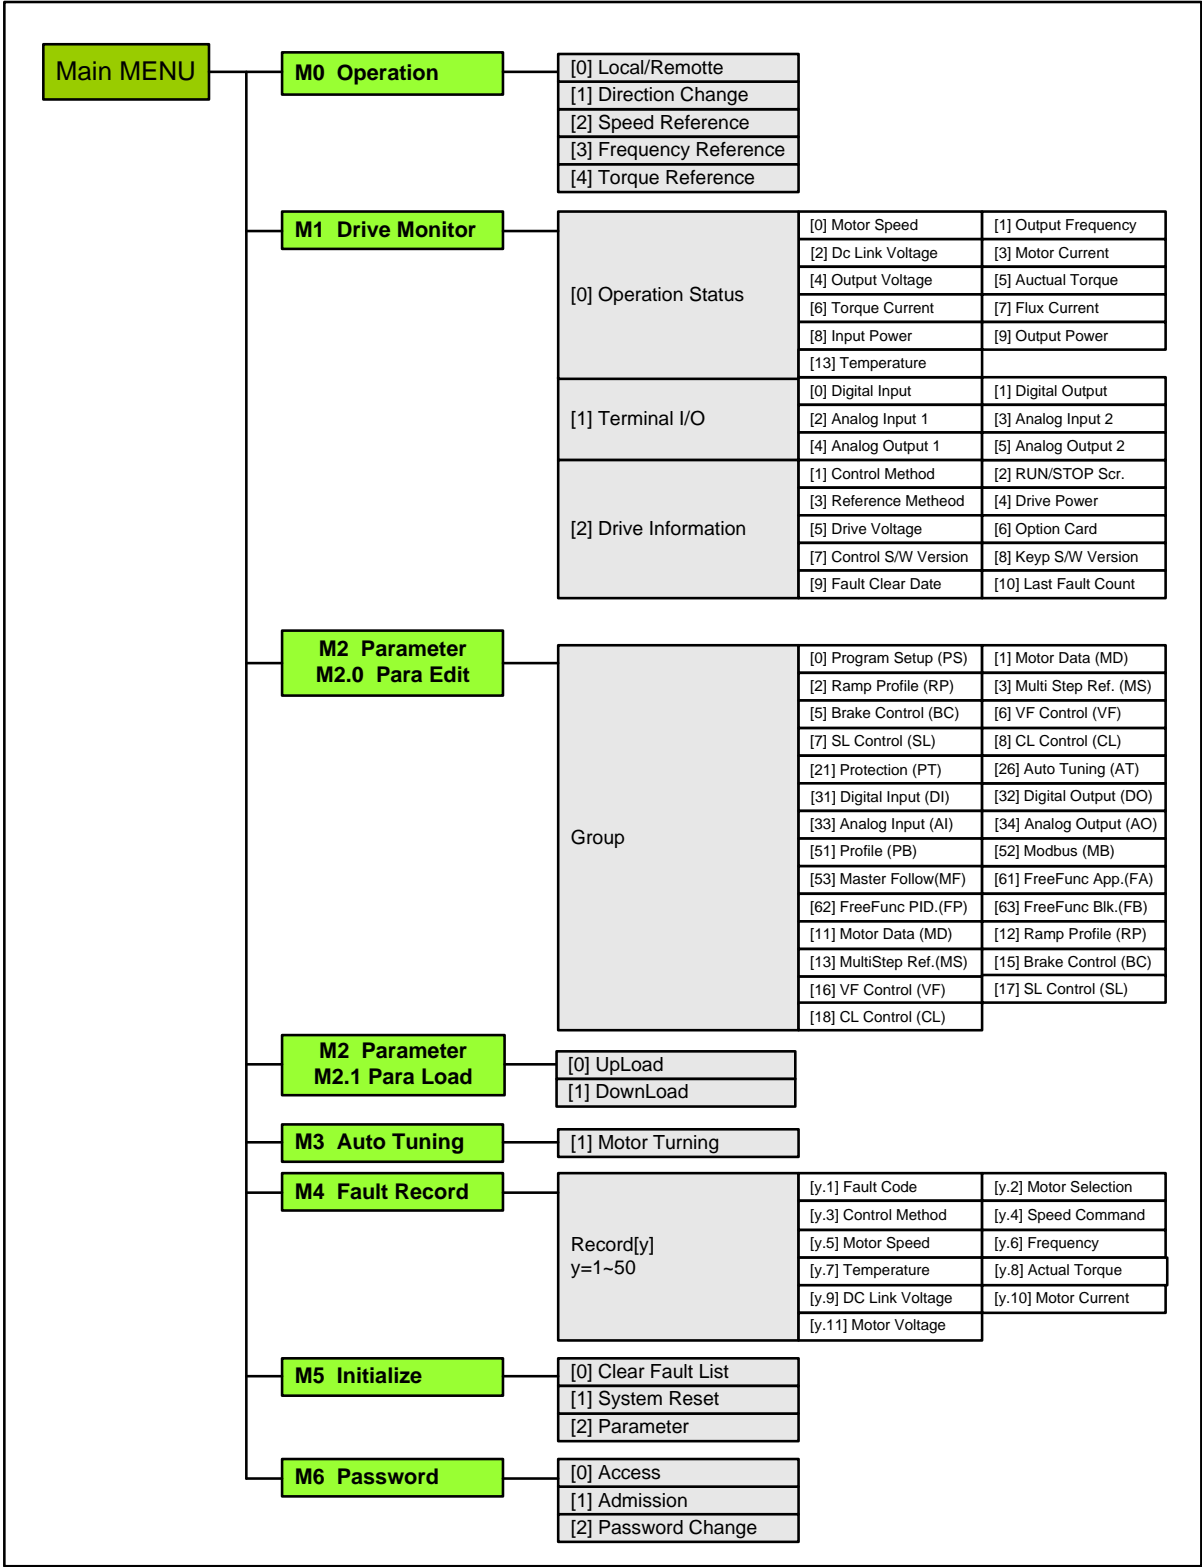 Main MENU
M0 Operation
[0] Local/Remotte
[1] Direction Change
[2] Speed Reference
[3] Frequency Reference
[4] Torque Reference
M1 Drive Monitor
[0] Operation Status
[0] Motor Speed
[1] Output Frequency
[2] Dc Link Voltage
[3] Motor Current
[4] Output Voltage
[5] Auctual Torque
[6] Torque Current
[7] Flux Current
[8] Input Power
[9] Output Power
[13] Temperature
[1] Terminal I/O
[0] Digital Input
[1] Digital Output
[2] Analog Input 1
[3] Analog Input 2
[4] Analog Output 1
[5] Analog Output 2
[2] Drive Information
[1] Control Method
[2] RUN/STOP Scr.
[3] Reference Metheod
[4] Drive Power
[5] Drive Voltage
[6] Option Card
[7] Control S/W Version
[8] Keyp S/W Version
[9] Fault Clear Date
[10] Last Fault Count
M2 Parameter
M2.0 Para Edit
Group
[0] Program Setup (PS)
[1] Motor Data (MD)
[2] Ramp Profile (RP)
[3] Multi Step Ref. (MS)
[5] Brake Control (BC)
[6] VF Control (VF)
[7] SL Control (SL)
[8] CL Control (CL)
[21] Protection (PT)
[26] Auto Tuning (AT)
[31] Digital Input (DI)
[32] Digital Output (DO)
[33] Analog Input (AI)
[34] Analog Output (AO)
[51] Profile (PB)
[52] Modbus (MB)
[53] Master Follow(MF)
[61] FreeFunc App.(FA)
[62] FreeFunc PID.(FP)
[63] FreeFunc Blk.(FB)
[11] Motor Data (MD)
[12] Ramp Profile (RP)
[13] MultiStep Ref.(MS)
[15] Brake Control (BC)
[16] VF Control (VF)
[17] SL Control (SL)
[18] CL Control (CL)
M2 Parameter
M2.1 Para Load
[0] UpLoad
[1] DownLoad
M3 Auto Tuning
[1] Motor Turning
M4 Fault Record
Record[y]
y=1~50
[y.1] Fault Code
[y.2] Motor Selection
[y.3] Control Method
[y.4] Speed Command
[y.5] Motor Speed
[y.6] Frequency
[y.7] Temperature
[y.8] Actual Torque
[y.9] DC Link Voltage
[y.10] Motor Current
[y.11] Motor Voltage
M5 Initialize
[0] Clear Fault List
[1] System Reset
[2] Parameter
M6 Password
[0] Access
[1] Admission
[2] Password Change